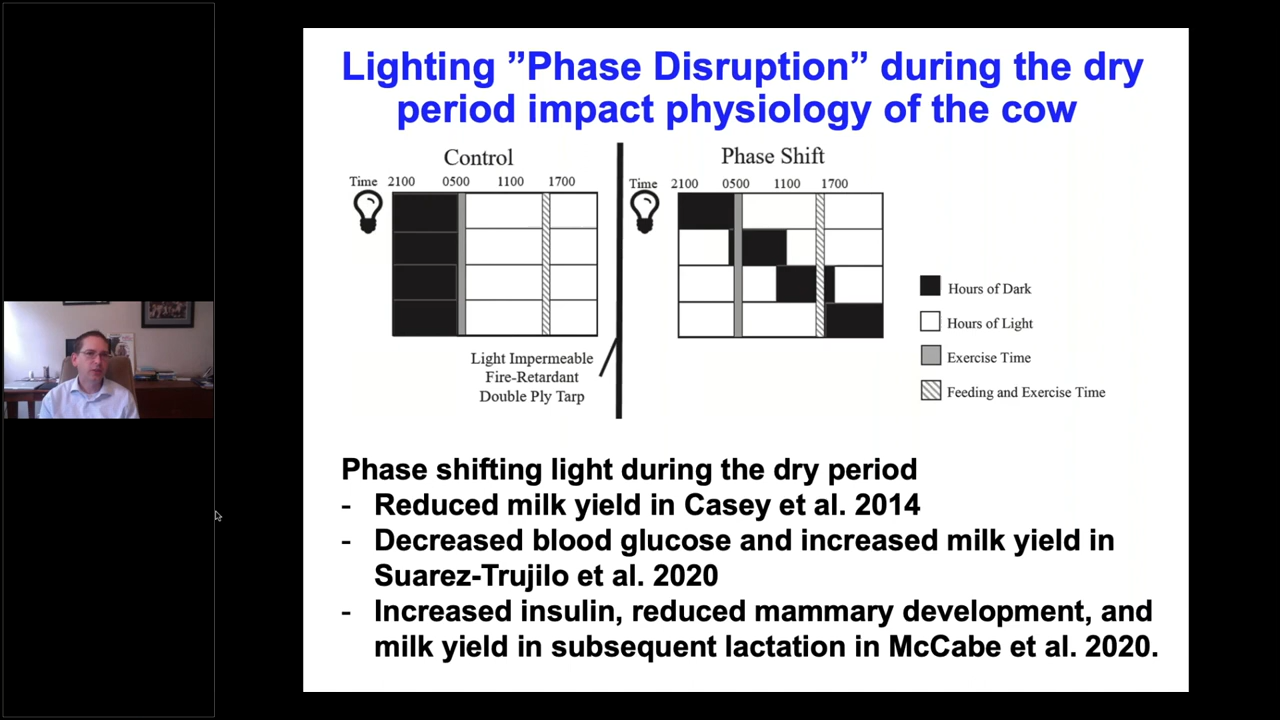 Lighting ”Phase Disruption” during the dry
period impact physiology of the cow
Control
Time 2100 0500 1100 1700
Light Impermeable
Fire-Retardant
Double Ply Tarp
Phase Shift
Time 2100 0500 1100 1700
Hours of Dark
Hours of Light
Exercise Time
Feeding and Exercise Time
Phase shifting light during the dry period
- Reduced milk yield in Casey et al. 2014
- Decreased blood glucose and increased milk yield in
Suarez-Trujilo et al. 2020
- Increased insulin, reduced mammary development, and
milk yield in subsequent lactation in McCabe et al. 2020.